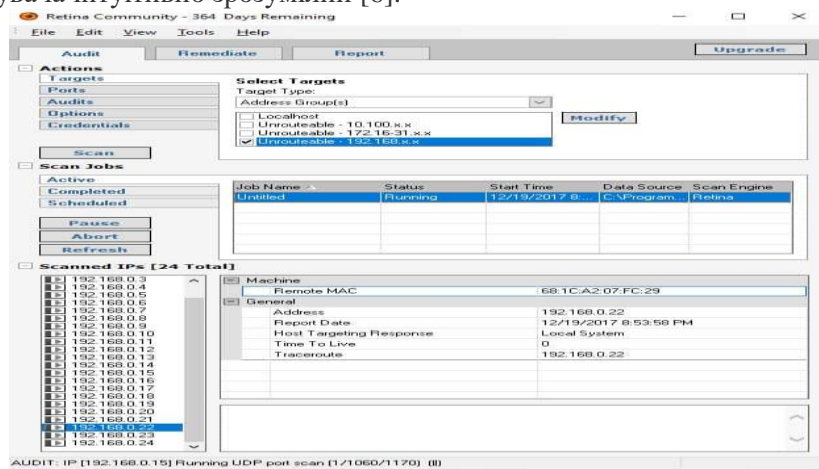 інтуїтивно зрозумілий [8].
Retina Community - 364 Days Remaining
File Edit View Tools Help
Audit Remediate Report Upgrade
Actions
Targets
Ports
Audits
Options
Credentials
Scan
Select Targets
Target Type:
Address Group(s)
Localhost
Unrouteable - 10.100.x.x
Unrouteable - 172.16-31.x.x
Unrouteable - 192.168.x.x
Modify
Scan Jobs
Active
Completed
Scheduled
Pause
Abort
Refresh
Job Name Status Start Time Data Source Scan Engine
Untitled Running 12/19/2017 8:... C:\Program... Retina
Scanned IPs [24 Total]
192.168.0.3
192.168.0.4
192.168.0.5
192.168.0.6
192.168.0.7
192.168.0.8
192.168.0.9
192.168.0.10
192.168.0.11
192.168.0.12
192.168.0.13
192.168.0.14
192.168.0.15
192.168.0.16
192.168.0.17
192.168.0.18
192.168.0.19
192.168.0.20
192.168.0.21
192.168.0.22
192.168.0.23
192.168.0.24
Machine
Remote MAC 68:1C:A2:07:FC:29
General
Address 192.168.0.22
Report Date 12/19/2017 8:53:58 PM
Host Targeting Response Local System
Time To Live 0
Traceroute 192.168.0.22
AUDIT: IP [192.168.0.15] Running UDP port scan (1/1060/1170) (II)